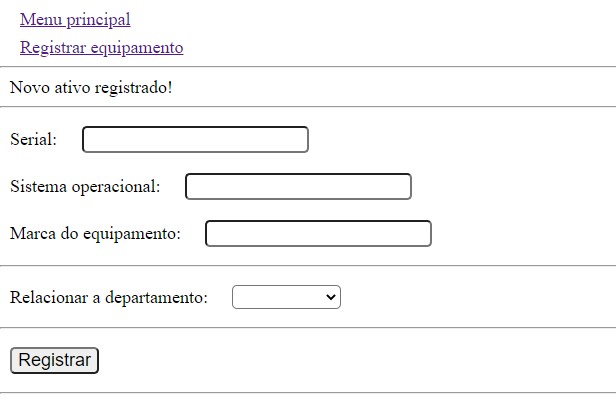 Menu principal
Registrar equipamento
Novo ativo registrado!
Serial:
Sistema operacional:
Marca do equipamento:
Relacionar a departamento:
Registrar